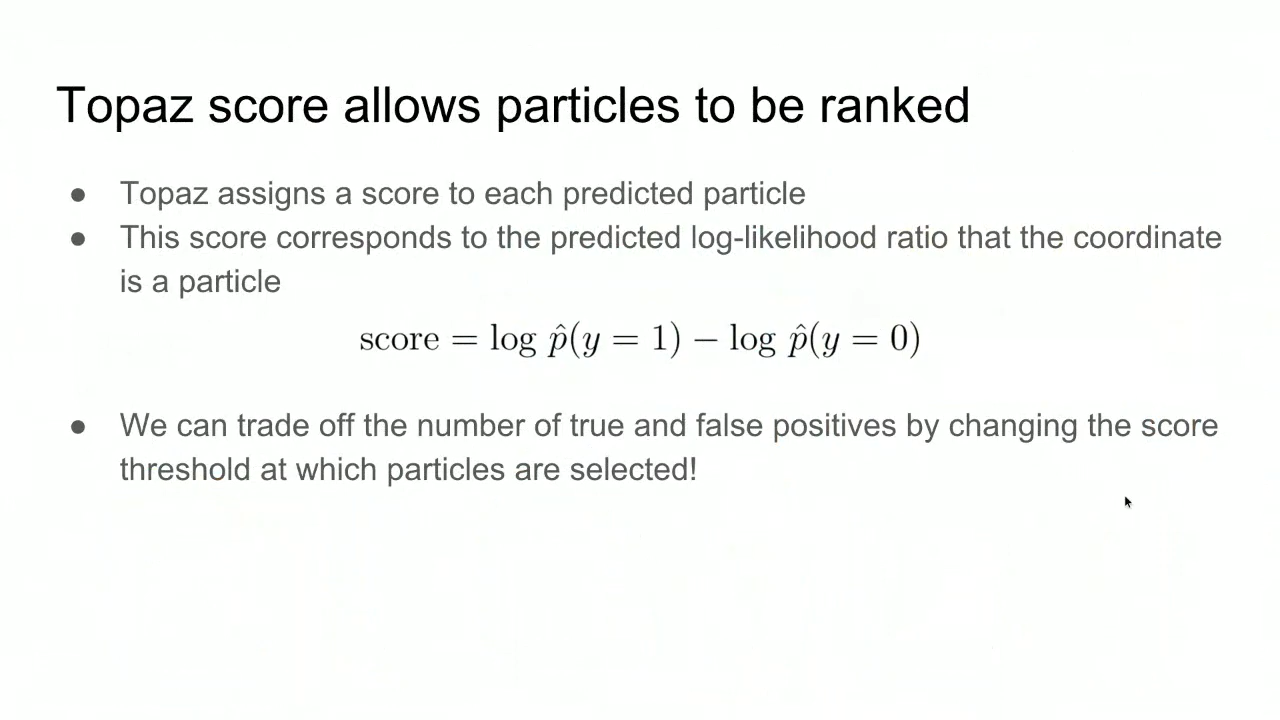 Topaz score allows particles to be ranked
● Topaz assigns a score to each predicted particle
● This score corresponds to the predicted log-likelihood ratio that the coordinate
is a particle
score = log p̂(y = 1) − log p̂(y = 0)
● We can trade off the number of true and false positives by changing the score
threshold at which particles are selected!